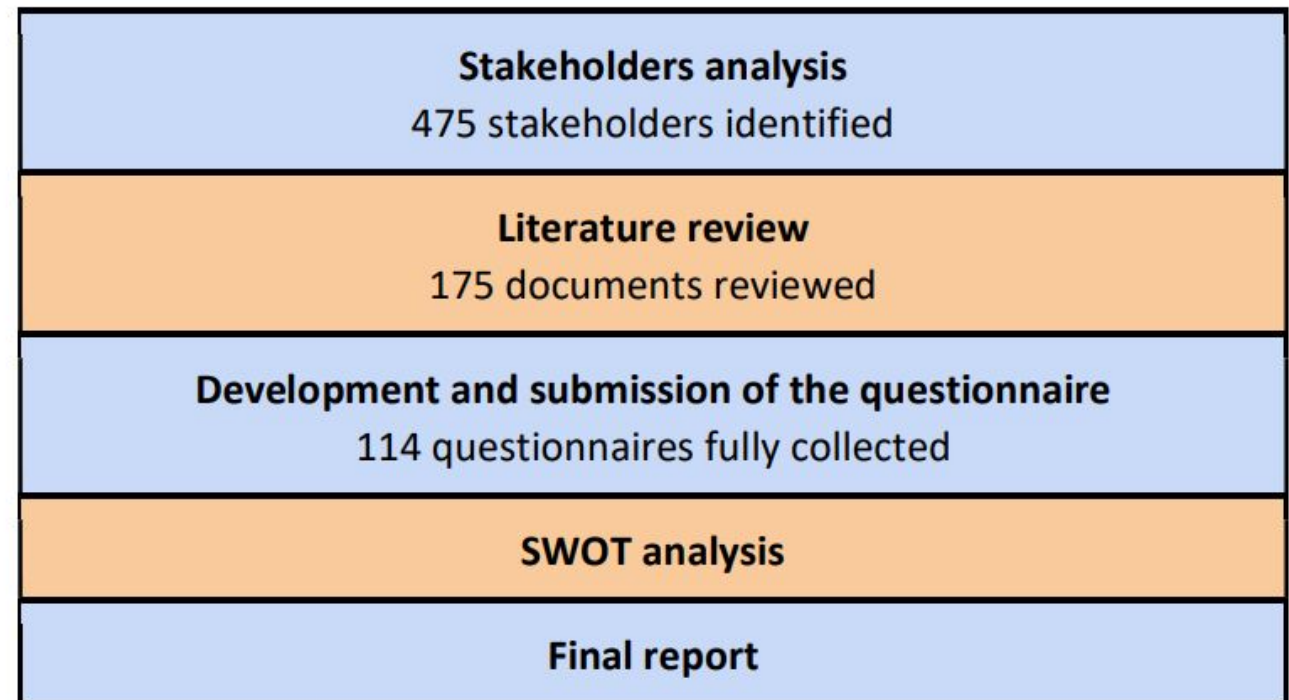 Stakeholders analysis
475 stakeholders identified
Literature review
175 documents reviewed
Development and submission of the questionnaire
114 questionnaires fully collected
SWOT analysis
Final report